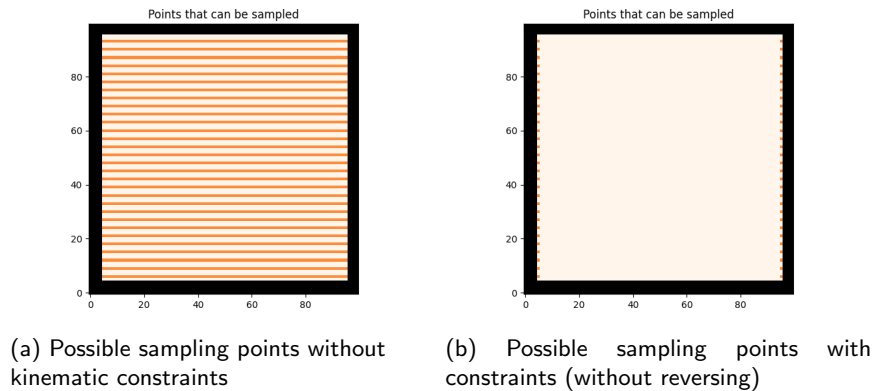 Points that can be sampled
80
60
40
20
0
0 20 40 60 80
(a) Possible sampling points without
kinematic constraints
Points that can be sampled
80
60
40
20
0
0 20 40 60 80
(b) Possible sampling points with
constraints (without reversing)